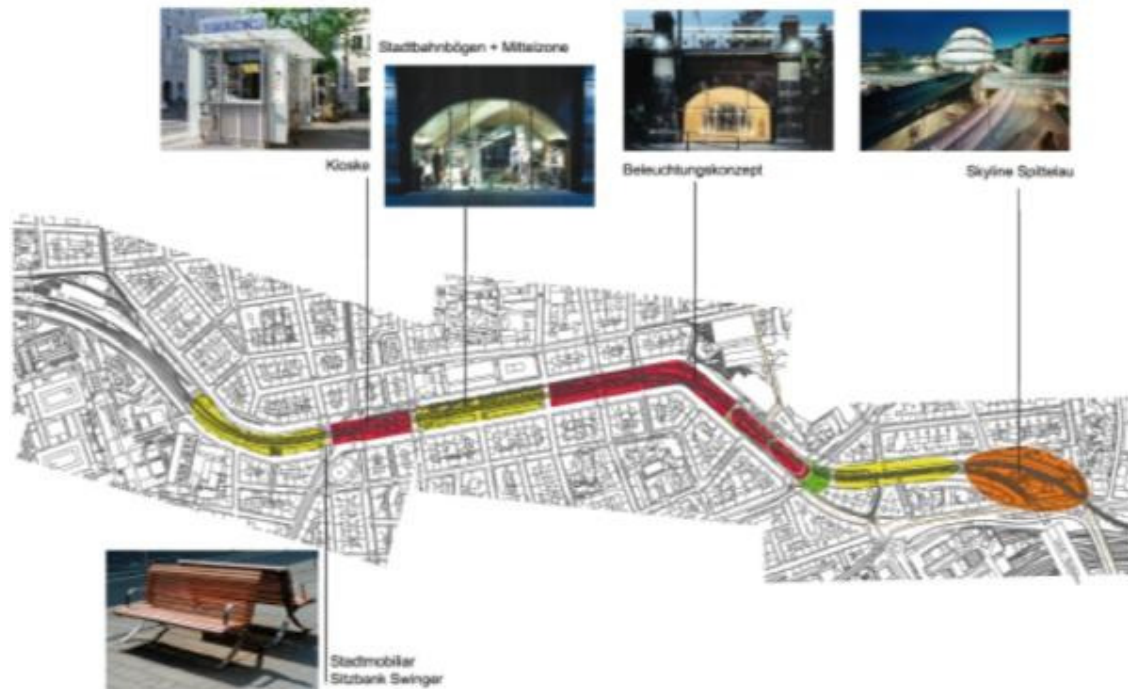 Stadtbahnbögen + Mittelzone
Kioske
Beleuchtungskonzept
Skyline Spittelau
Stadtmobiliar
Sitzbank Swinger